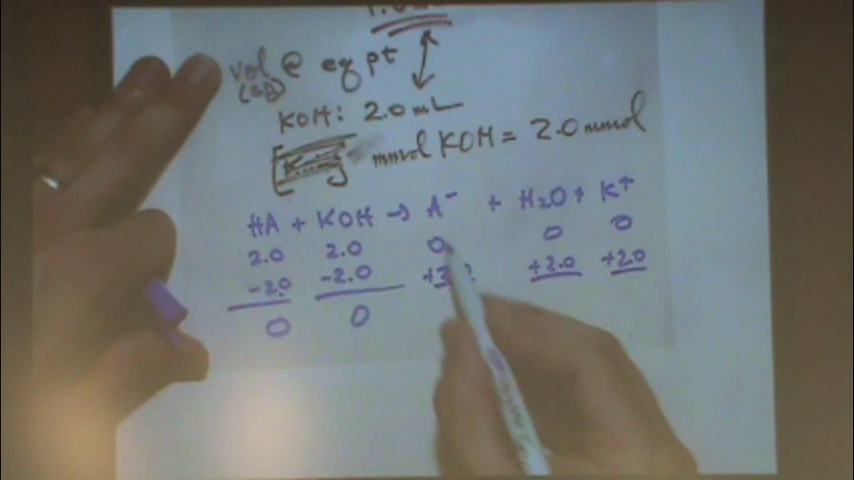 vol @ eq pt
KOH: 2.0 mL
mmol KOH = 2.0 mmol
HA + KOH → A⁻ + H₂O + K⁺
2.0 2.0 0 0 0
-2.0 -2.0 +2.0 +2.0
0 0